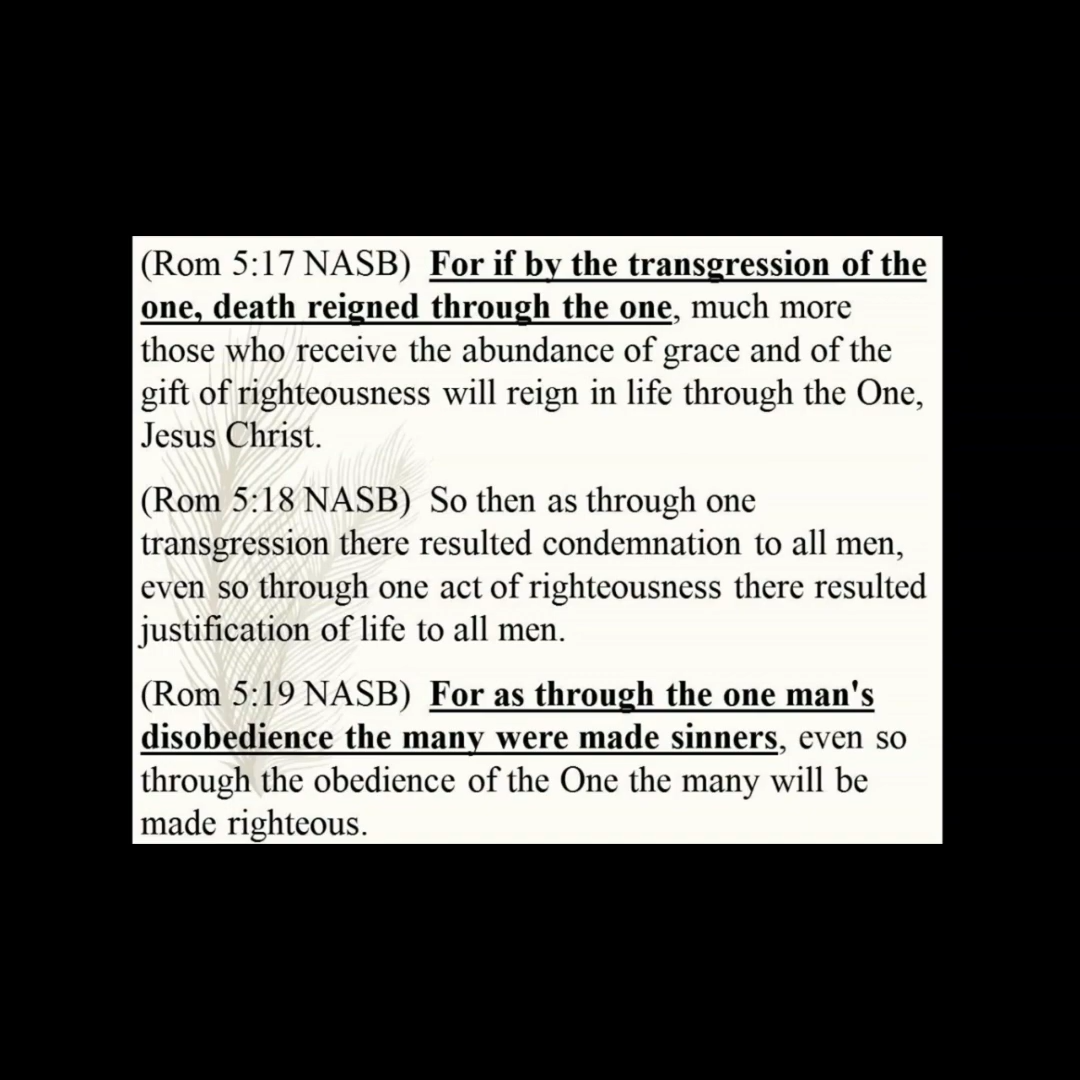 (Rom 5:17 NASB)  For if by the transgression of the
one, death reigned through the one, much more
those who receive the abundance of grace and of the
gift of righteousness will reign in life through the One,
Jesus Christ.
(Rom 5:18 NASB)  So then as through one
transgression there resulted condemnation to all men,
even so through one act of righteousness there resulted
justification of life to all men.
(Rom 5:19 NASB)  For as through the one man's
disobedience the many were made sinners, even so
through the obedience of the One the many will be
made righteous.